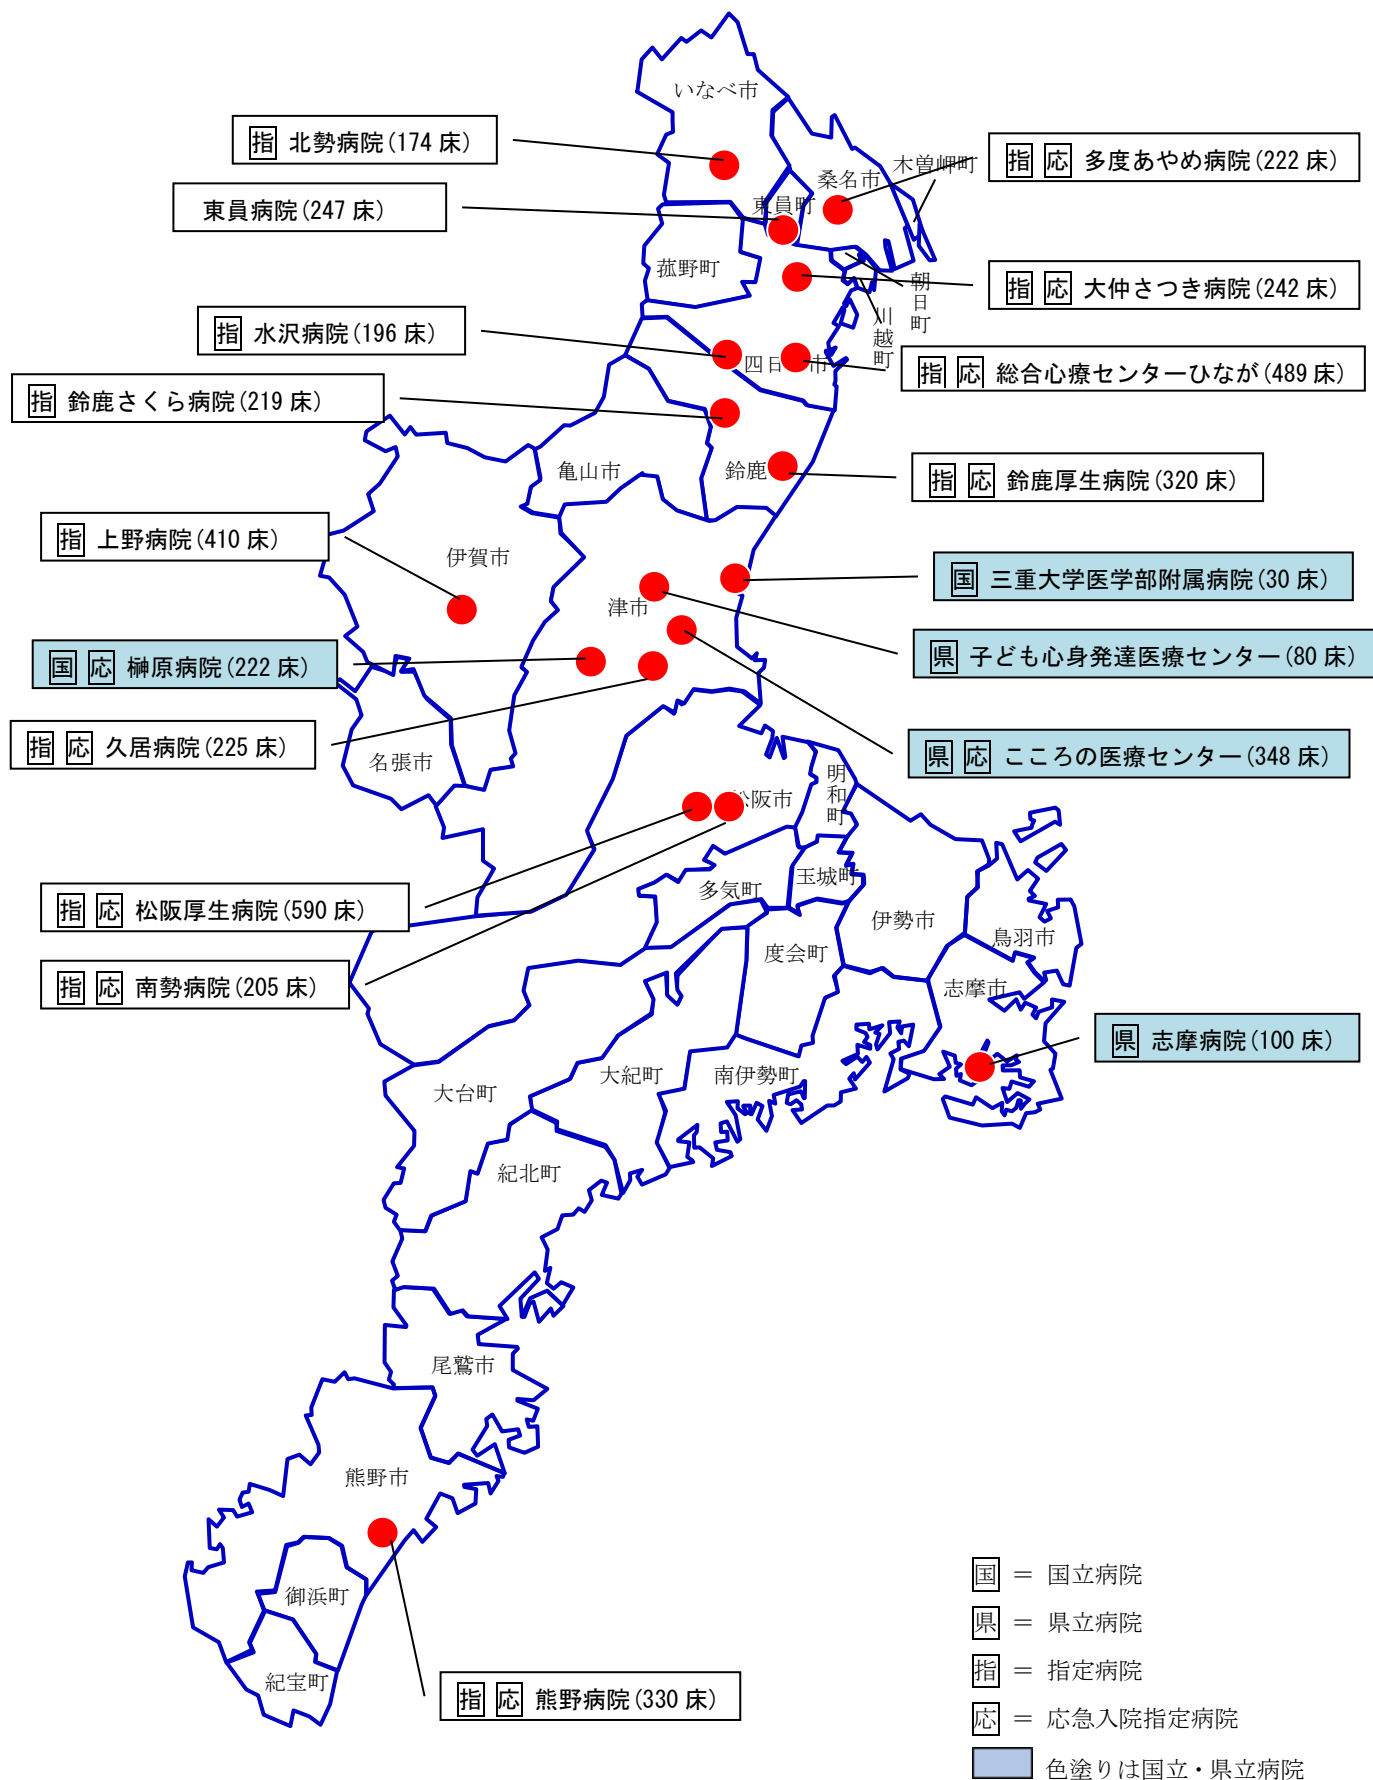 いなべ市
指 北勢病院(174 床)
指 応 多度あやめ病院(222 床)
木曽岬町
桑名市
東員病院(247 床)
東員町
菰野町
朝日町
指 応 大仲さつき病院(242 床)
川越町
指 水沢病院(196 床)
四日 市
指 応 総合心療センターひなが(489 床)
指 鈴鹿さくら病院(219 床)
亀山市
鈴鹿
指 応 鈴鹿厚生病院(320 床)
指 上野病院(410 床)
伊賀市
国 三重大学医学部附属病院(30 床)
津市
国 応 榊原病院(222 床)
県 子ども心身発達医療センター(80 床)
指 応 久居病院(225 床)
名張市
県 応 こころの医療センター(348 床)
明和町
松阪市
玉城町
多気町
指 応 松阪厚生病院(590 床)
伊勢市
鳥羽市
度会町
指 応 南勢病院(205 床)
志摩市
県 志摩病院(100 床)
大紀町
南伊勢町
大台町
紀北町
尾鷲市
熊野市
御浜町
紀宝町
指 応 熊野病院(330 床)
国 ＝ 国立病院
県 ＝ 県立病院
指 ＝ 指定病院
応 ＝ 応急入院指定病院
色塗りは国立・県立病院